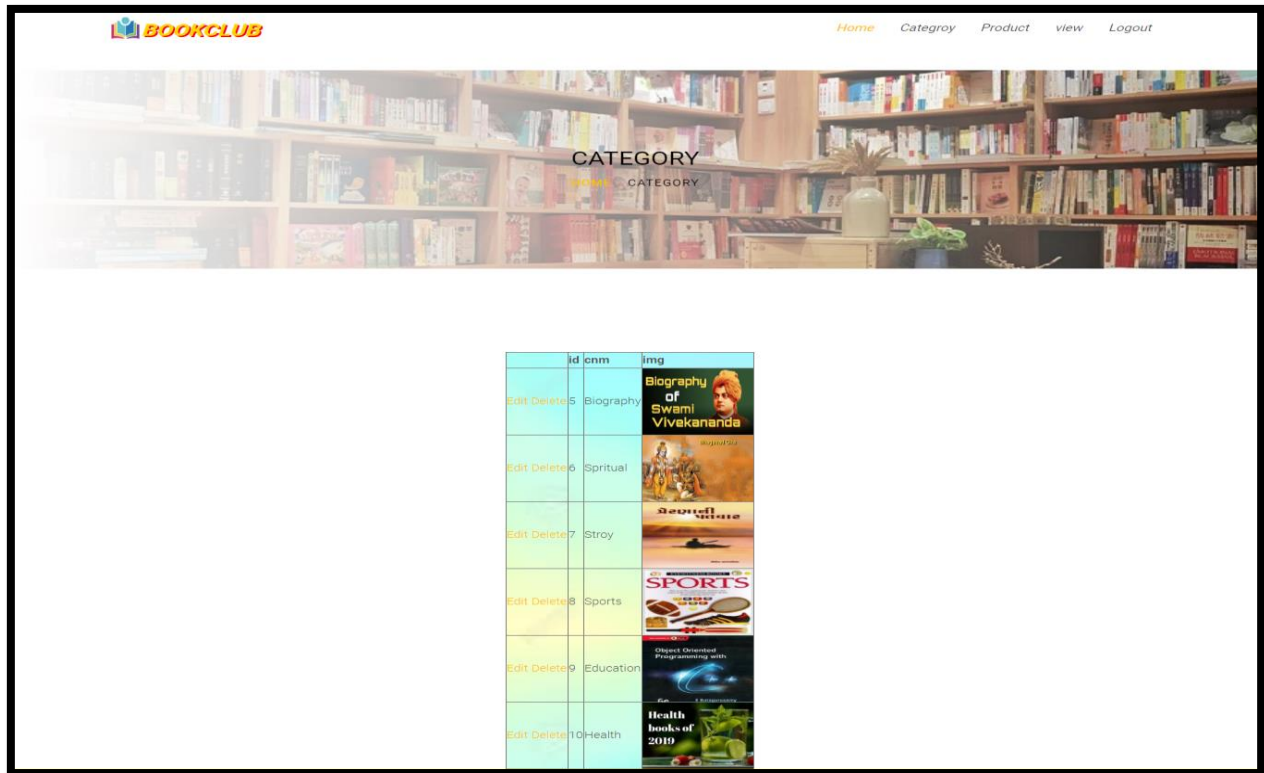 BOOKCLUB
Home Categroy Product view Logout
CATEGORY
HOME CATEGORY
id cnm img
Edit Delete 5 Biography
Biography
of
Swami
Vivekananda
Edit Delete 6 Spritual
Edit Delete 7 Stroy
પ્રેરણાની
પતવાર
Edit Delete 8 Sports
SPORTS
Edit Delete 9 Education
Object Oriented
Programming with
Edit Delete 10 Health
Health
books of
2019